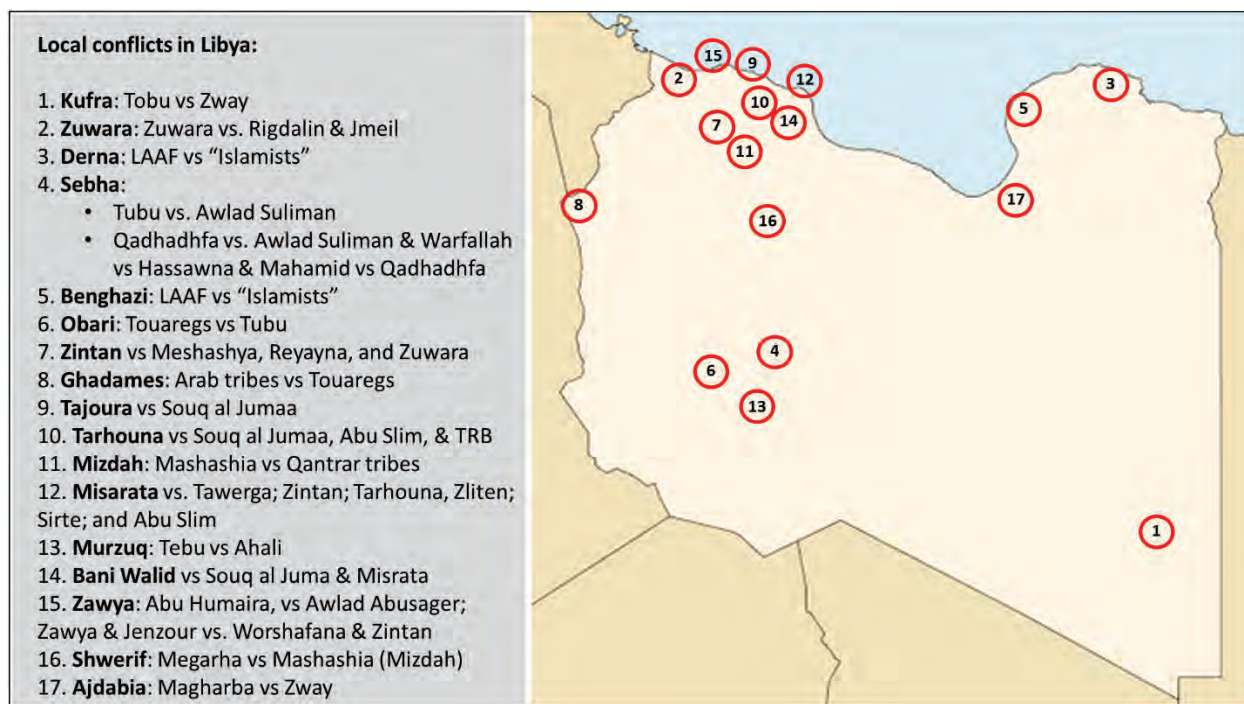 Local conflicts in Libya:
1. Kufra: Tobu vs Zway
2. Zuwara: Zuwara vs. Rigdalin & Jmeil
3. Derna: LAAF vs “Islamists”
4. Sebha:
• Tubu vs. Awlad Suliman
• Qadhadhfa vs. Awlad Suliman & Warfallah
vs Hassawna & Mahamid vs Qadhadhfa
5. Benghazi: LAAF vs “Islamists”
6. Obari: Touaregs vs Tubu
7. Zintan vs Meshashya, Reyayna, and Zuwara
8. Ghadames: Arab tribes vs Touaregs
9. Tajoura vs Souq al Jumaa
10. Tarhouna vs Souq al Jumaa, Abu Slim, & TRB
11. Mizdah: Mashashia vs Qantrar tribes
12. Misarata vs. Tawerga; Zintan; Tarhouna, Zliten;
Sirte; and Abu Slim
13. Murzuq: Tebu vs Ahali
14. Bani Walid vs Souq al Juma & Misrata
15. Zawya: Abu Humaira, vs Awlad Abusager;
Zawya & Jenzour vs. Worshafana & Zintan
16. Shwerif: Megarha vs Mashashia (Mizdah)
17. Ajdabia: Magharba vs Zway
15
9
2
12
3
10
5
14
7
11
8
17
16
4
6
13
1